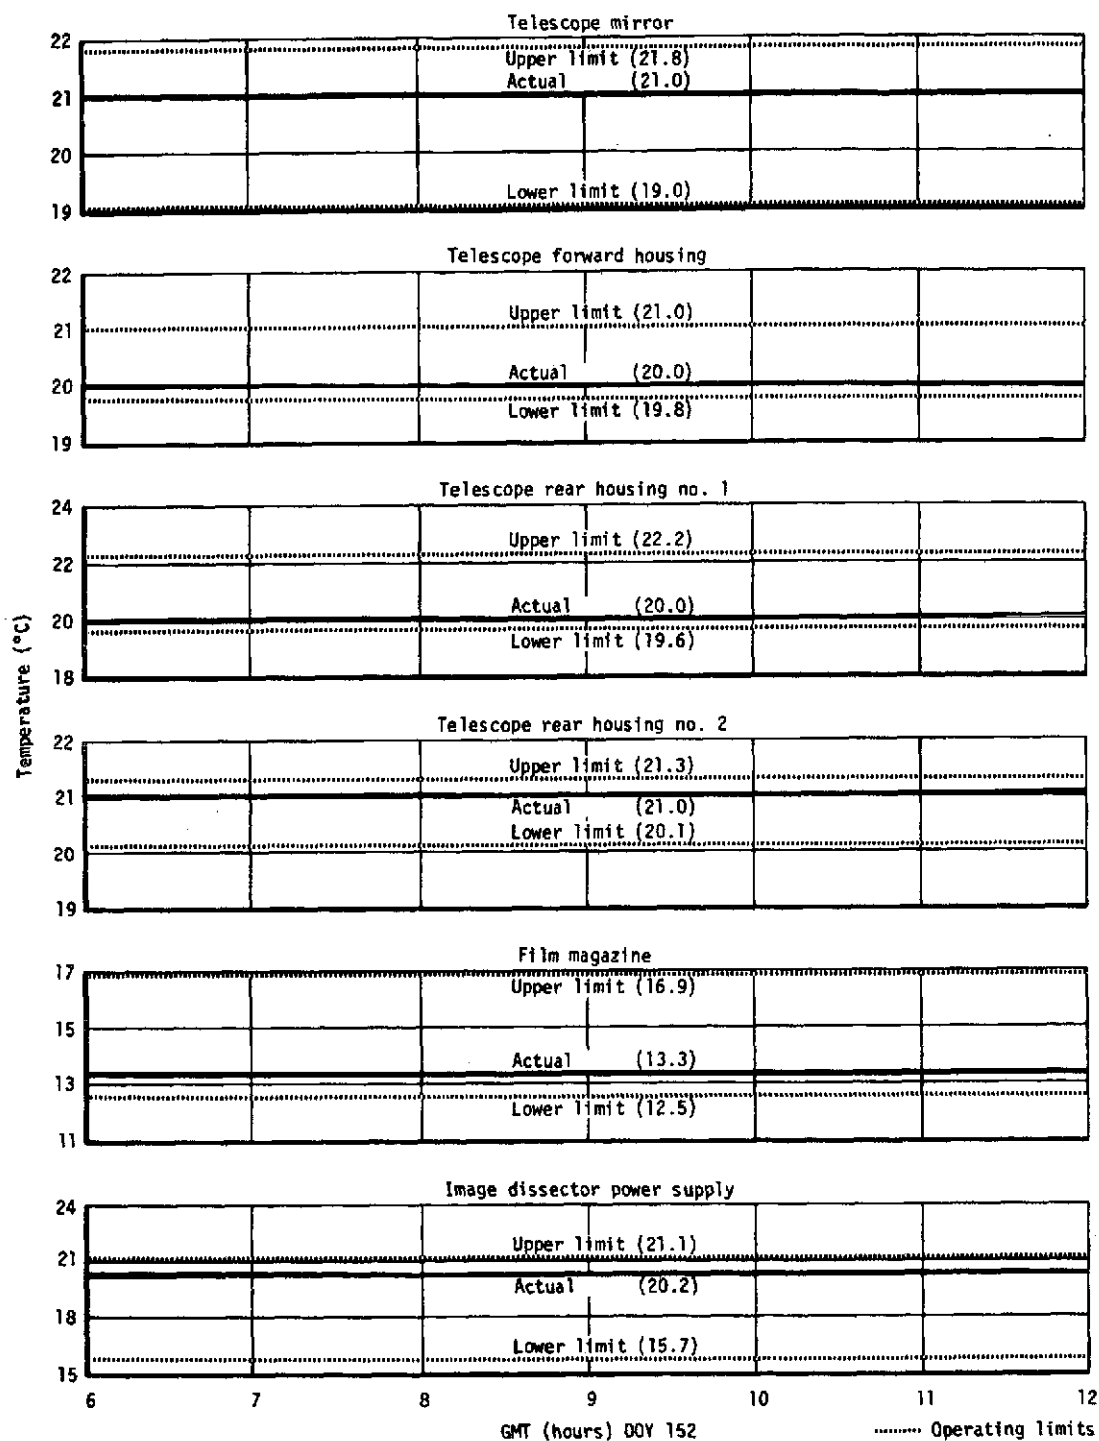 Telescope mirror
22
Upper limit (21.8)
Actual (21.0)
21
20
Lower limit (19.0)
19
Telescope forward housing
22
Upper limit (21.0)
21
Actual (20.0)
20
Lower limit (19.8)
19
Telescope rear housing no. 1
24
Upper limit (22.2)
22
Actual (20.0)
20
Lower limit (19.6)
18
Temperature (°C)
Telescope rear housing no. 2
22
Upper limit (21.3)
21
Actual (21.0)
Lower limit (20.1)
20
19
Film magazine
17
Upper limit (16.9)
15
Actual (13.3)
13
Lower limit (12.5)
11
Image dissector power supply
24
Upper limit (21.1)
21
Actual (20.2)
18
Lower limit (15.7)
15
6 7 8 9 10 11 12
GMT (hours) DOY 152
Operating limits